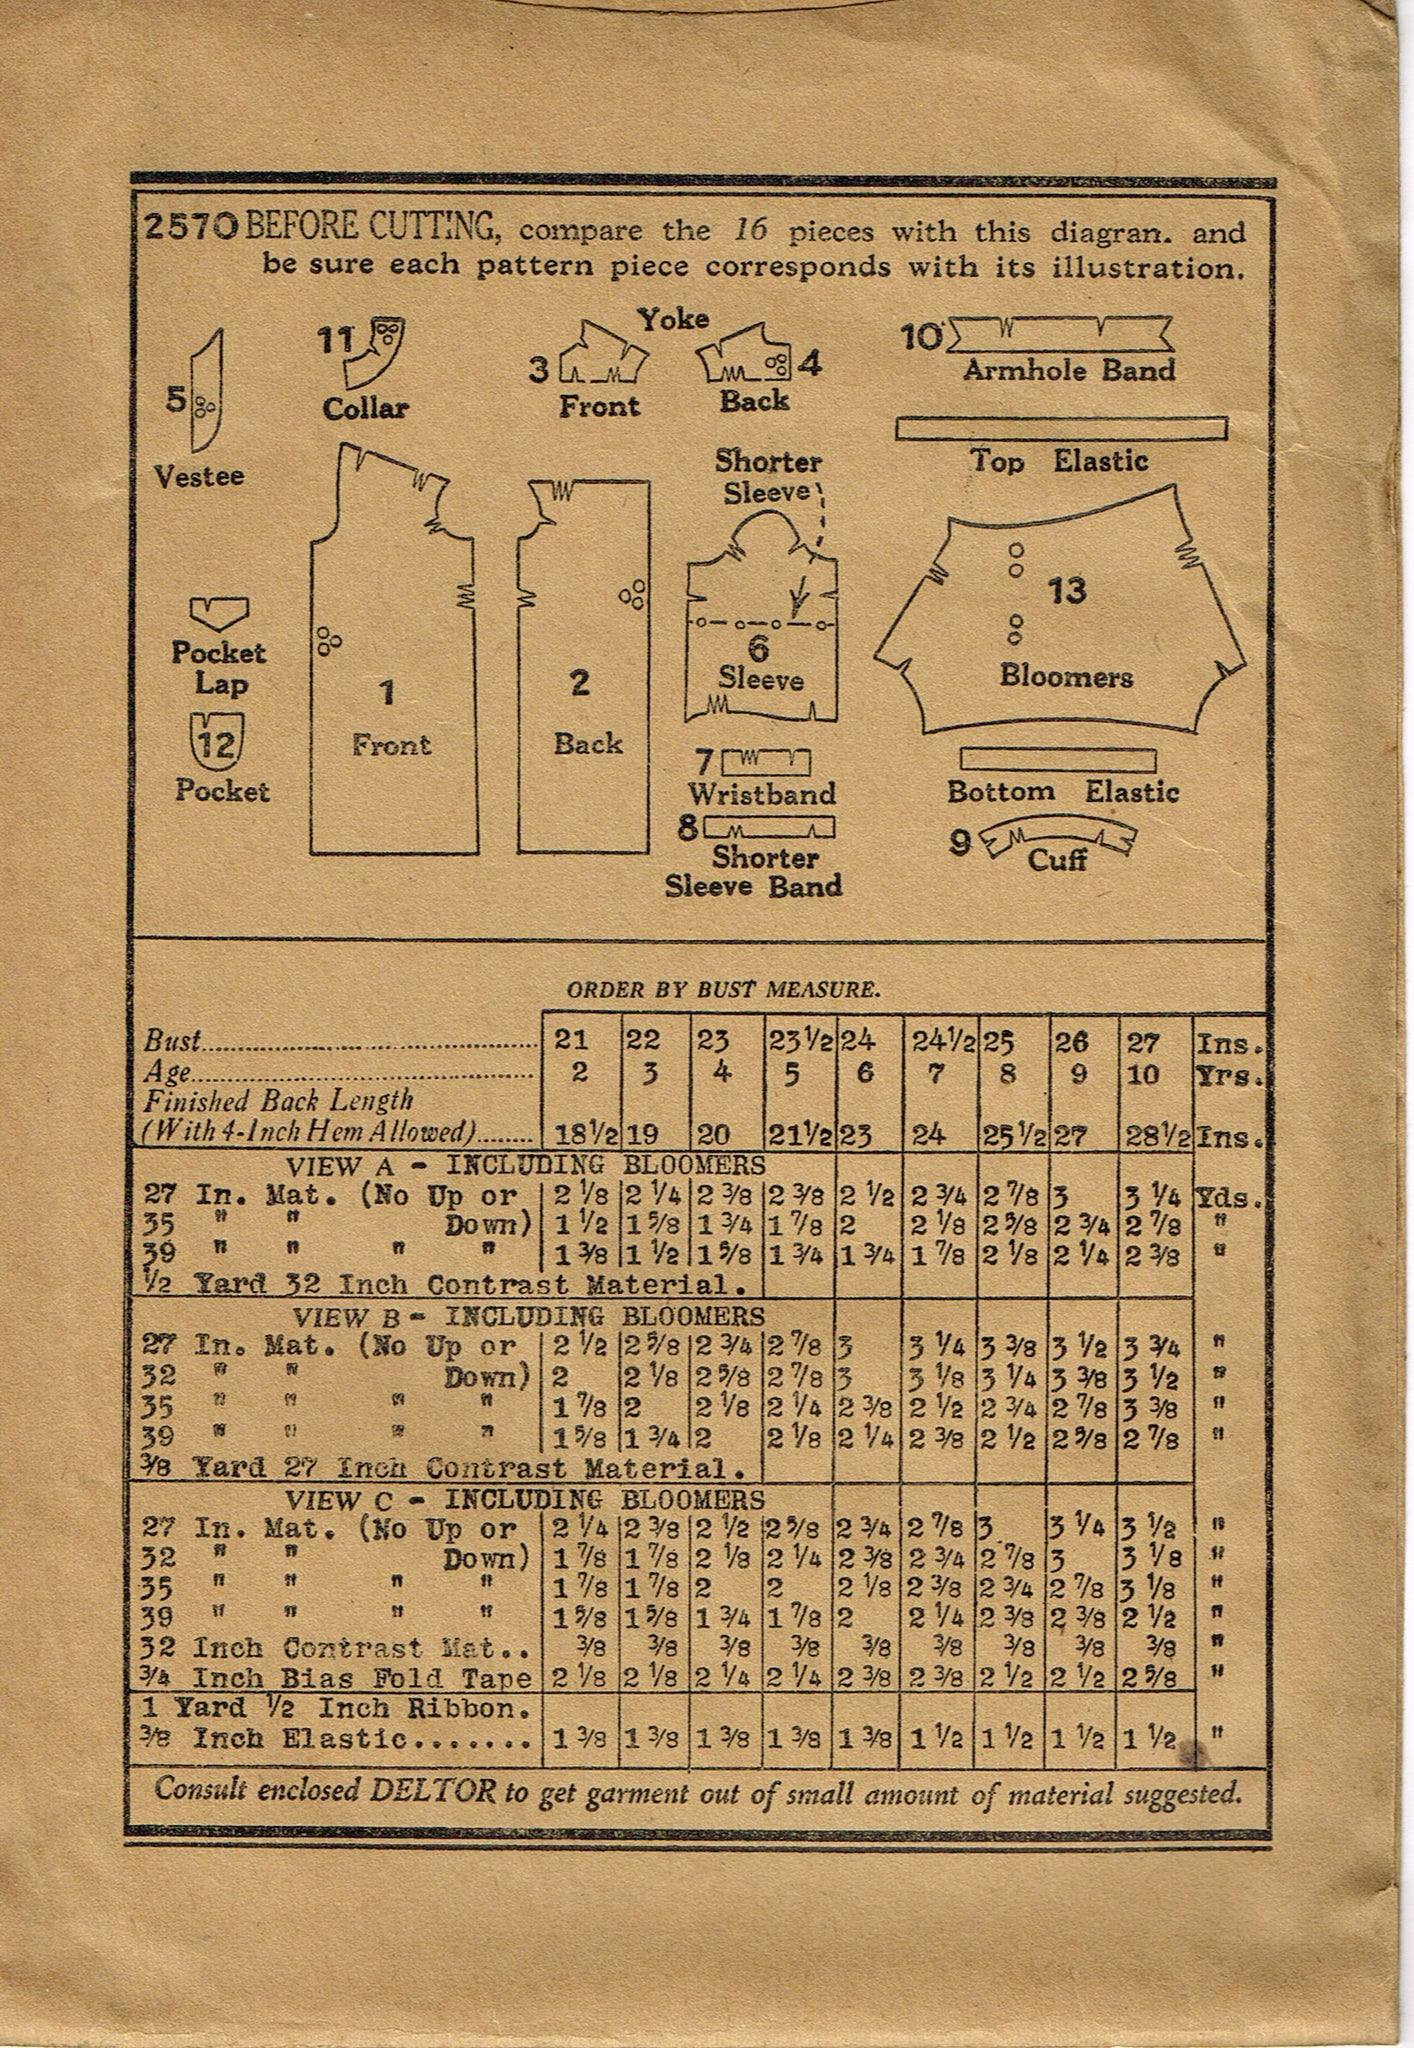 2570 BEFORE CUTTING, compare the 16 pieces with this diagran. and
be sure each pattern piece corresponds with its illustration.
5
Vestee
11
Collar
Yoke
3
Front
4
Back
10
Armhole Band
Top Elastic
Shorter
Sleeve
Pocket
Lap
12
Pocket
1
Front
2
Back
6
Sleeve
13
Bloomers
7
Wristband
8
Shorter
Sleeve Band
Bottom Elastic
9
Cuff
ORDER BY BUST MEASURE.
Bust........ 21 22 23 23 1/2 24 24 1/2 25 26 27 Ins.
Age........ 2 3 4 5 6 7 8 9 10 Yrs.
Finished Back Length
(With 4-Inch Hem Allowed)........ 18 1/2 19 20 21 1/2 23 24 25 1/2 27 28 1/2 Ins.
VIEW A - INCLUDING BLOOMERS
27 In. Mat. (No Up or 2 1/8 2 1/4 2 3/8 2 3/8 2 1/2 2 3/4 2 7/8 3 3 1/4 Yds.
35 " " Down) 1 1/2 1 5/8 1 3/4 1 7/8 2 2 1/8 2 5/8 2 3/4 2 7/8 "
39 " " " " 1 3/8 1 1/2 1 5/8 1 3/4 1 3/4 1 7/8 2 1/8 2 1/4 2 3/8 "
1/2 Yard 32 Inch Contrast Material.
VIEW B - INCLUDING BLOOMERS
27 In. Mat. (No Up or 2 1/2 2 5/8 2 3/4 2 7/8 3 3 1/4 3 3/8 3 1/2 3 3/4 "
32 " " Down) 2 2 1/8 2 5/8 2 7/8 3 3 1/8 3 1/4 3 3/8 3 1/2 "
35 " " " " 1 7/8 2 2 1/8 2 1/4 2 3/8 2 1/2 2 3/4 2 7/8 3 3/8 "
39 " " " " 1 5/8 1 3/4 2 2 1/8 2 1/4 2 3/8 2 1/2 2 5/8 2 7/8 "
3/8 Yard 27 Inch Contrast Material.
VIEW C - INCLUDING BLOOMERS
27 In. Mat. (No Up or 2 1/4 2 3/8 2 1/2 2 5/8 2 3/4 2 7/8 3 3 1/4 3 1/2 "
32 " " Down) 1 7/8 1 7/8 2 1/8 2 1/4 2 3/8 2 3/4 2 7/8 3 3 1/8 "
35 " " " " 1 7/8 1 7/8 2 2 2 1/8 2 3/8 2 3/4 2 7/8 3 1/8 "
39 " " " " 1 5/8 1 5/8 1 3/4 1 7/8 2 2 1/4 2 3/8 2 3/8 2 1/2 "
32 Inch Contrast Mat.. 3/8 3/8 3/8 3/8 3/8 3/8 3/8 3/8 3/8 "
3/4 Inch Bias Fold Tape 2 1/8 2 1/8 2 1/4 2 1/4 2 3/8 2 3/8 2 1/2 2 1/2 2 5/8 "
1 Yard 1/2 Inch Ribbon.
3/8 Inch Elastic....... 1 3/8 1 3/8 1 3/8 1 3/8 1 3/8 1 1/2 1 1/2 1 1/2 1 1/2 "
Consult enclosed DELTOR to get garment out of small amount of material suggested.